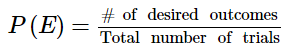 P(E) = # of desired outcomes / Total number of trials